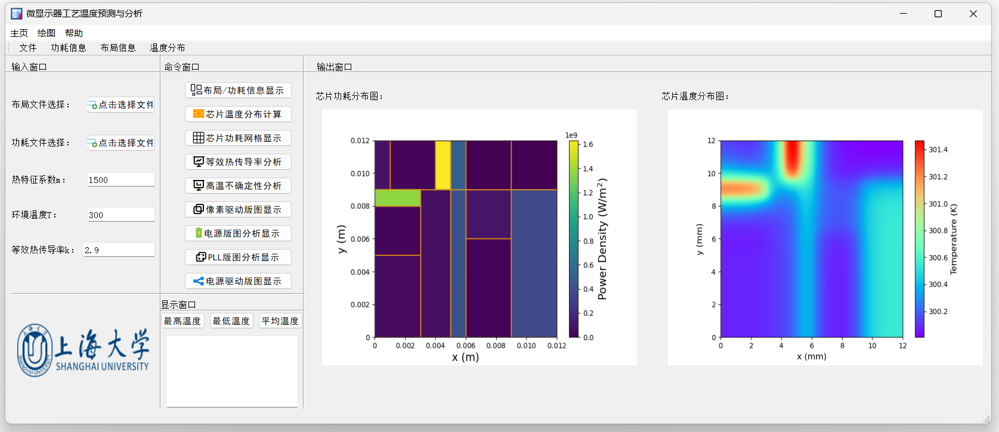 微显示器工艺温度预测与分析
主页 绘图 帮助
文件 功耗信息 布局信息 温度分布
输入窗口
布局文件选择：
点击选择文件
功耗文件选择：
点击选择文件
热特征系数m：
1500
环境温度T：
300
等效热传导率k：
2.9
上海大学
上海大学
SHANGHAI UNIVERSITY
命令窗口
布局/功耗信息显示
芯片温度分布计算
芯片功耗网格显示
等效热传导率分析
高温不确定性分析
像素驱动版图显示
电源版图分析显示
PLL版图分析显示
电源驱动版图显示
显示窗口
最高温度 最低温度 平均温度
输出窗口
芯片功耗分布图：
0.012
0.010
0.008
0.006
0.004
0.002
0
y (m)
0 0.002 0.004 0.006 0.008 0.010 0.012
x (m)
1e9
1.6
1.4
1.2
1.0
0.8
0.6
0.4
0.2
0.0
Power Density (W/m²)
芯片温度分布图：
12
10
8
6
4
2
0
y (mm)
0 2 4 6 8 10 12
x (mm)
301.4
301.2
301.0
300.8
300.6
300.4
300.2
Temperature (K)